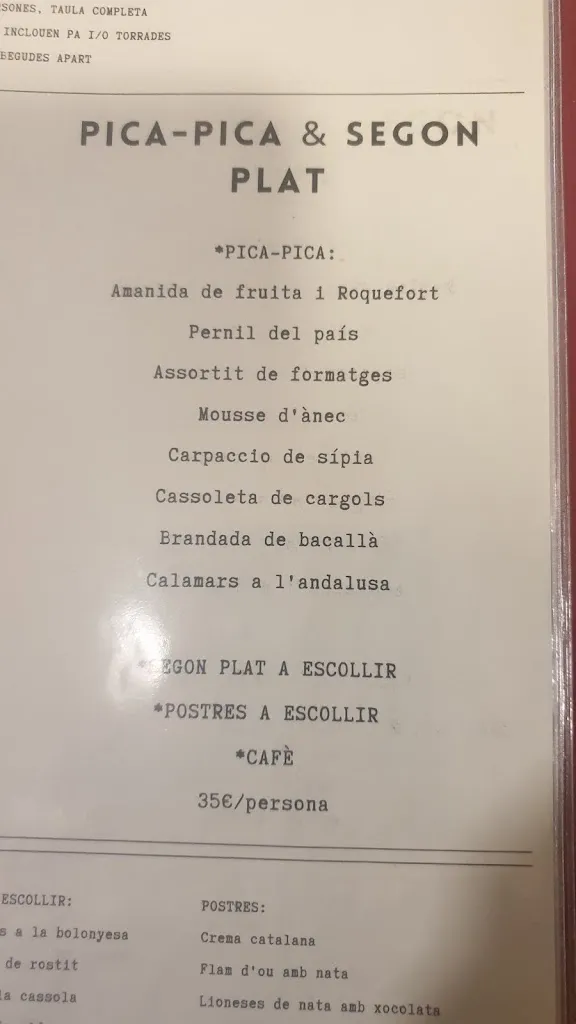 TAULA COMPLETA
INCLOUEN PA I/O TORRADES
BEGUDES APART
PICA-PICA & SEGON
PLAT
*PICA-PICA:
Amanida de fruita i Roquefort
Pernil del país
Assortit de formatges
Mousse d'ànec
Carpaccio de sípia
Cassoleta de cargols
Brandada de bacallà
Calamars a l'andalusa
*SEGON PLAT A ESCOLLIR
*POSTRES A ESCOLLIR
*CAFÈ
35€/persona
ESCOLLIR:
a la bolonyesa
de rostit
la cassola
POSTRES:
Crema catalana
Flam d'ou amb nata
Lioneses de nata amb xocolata